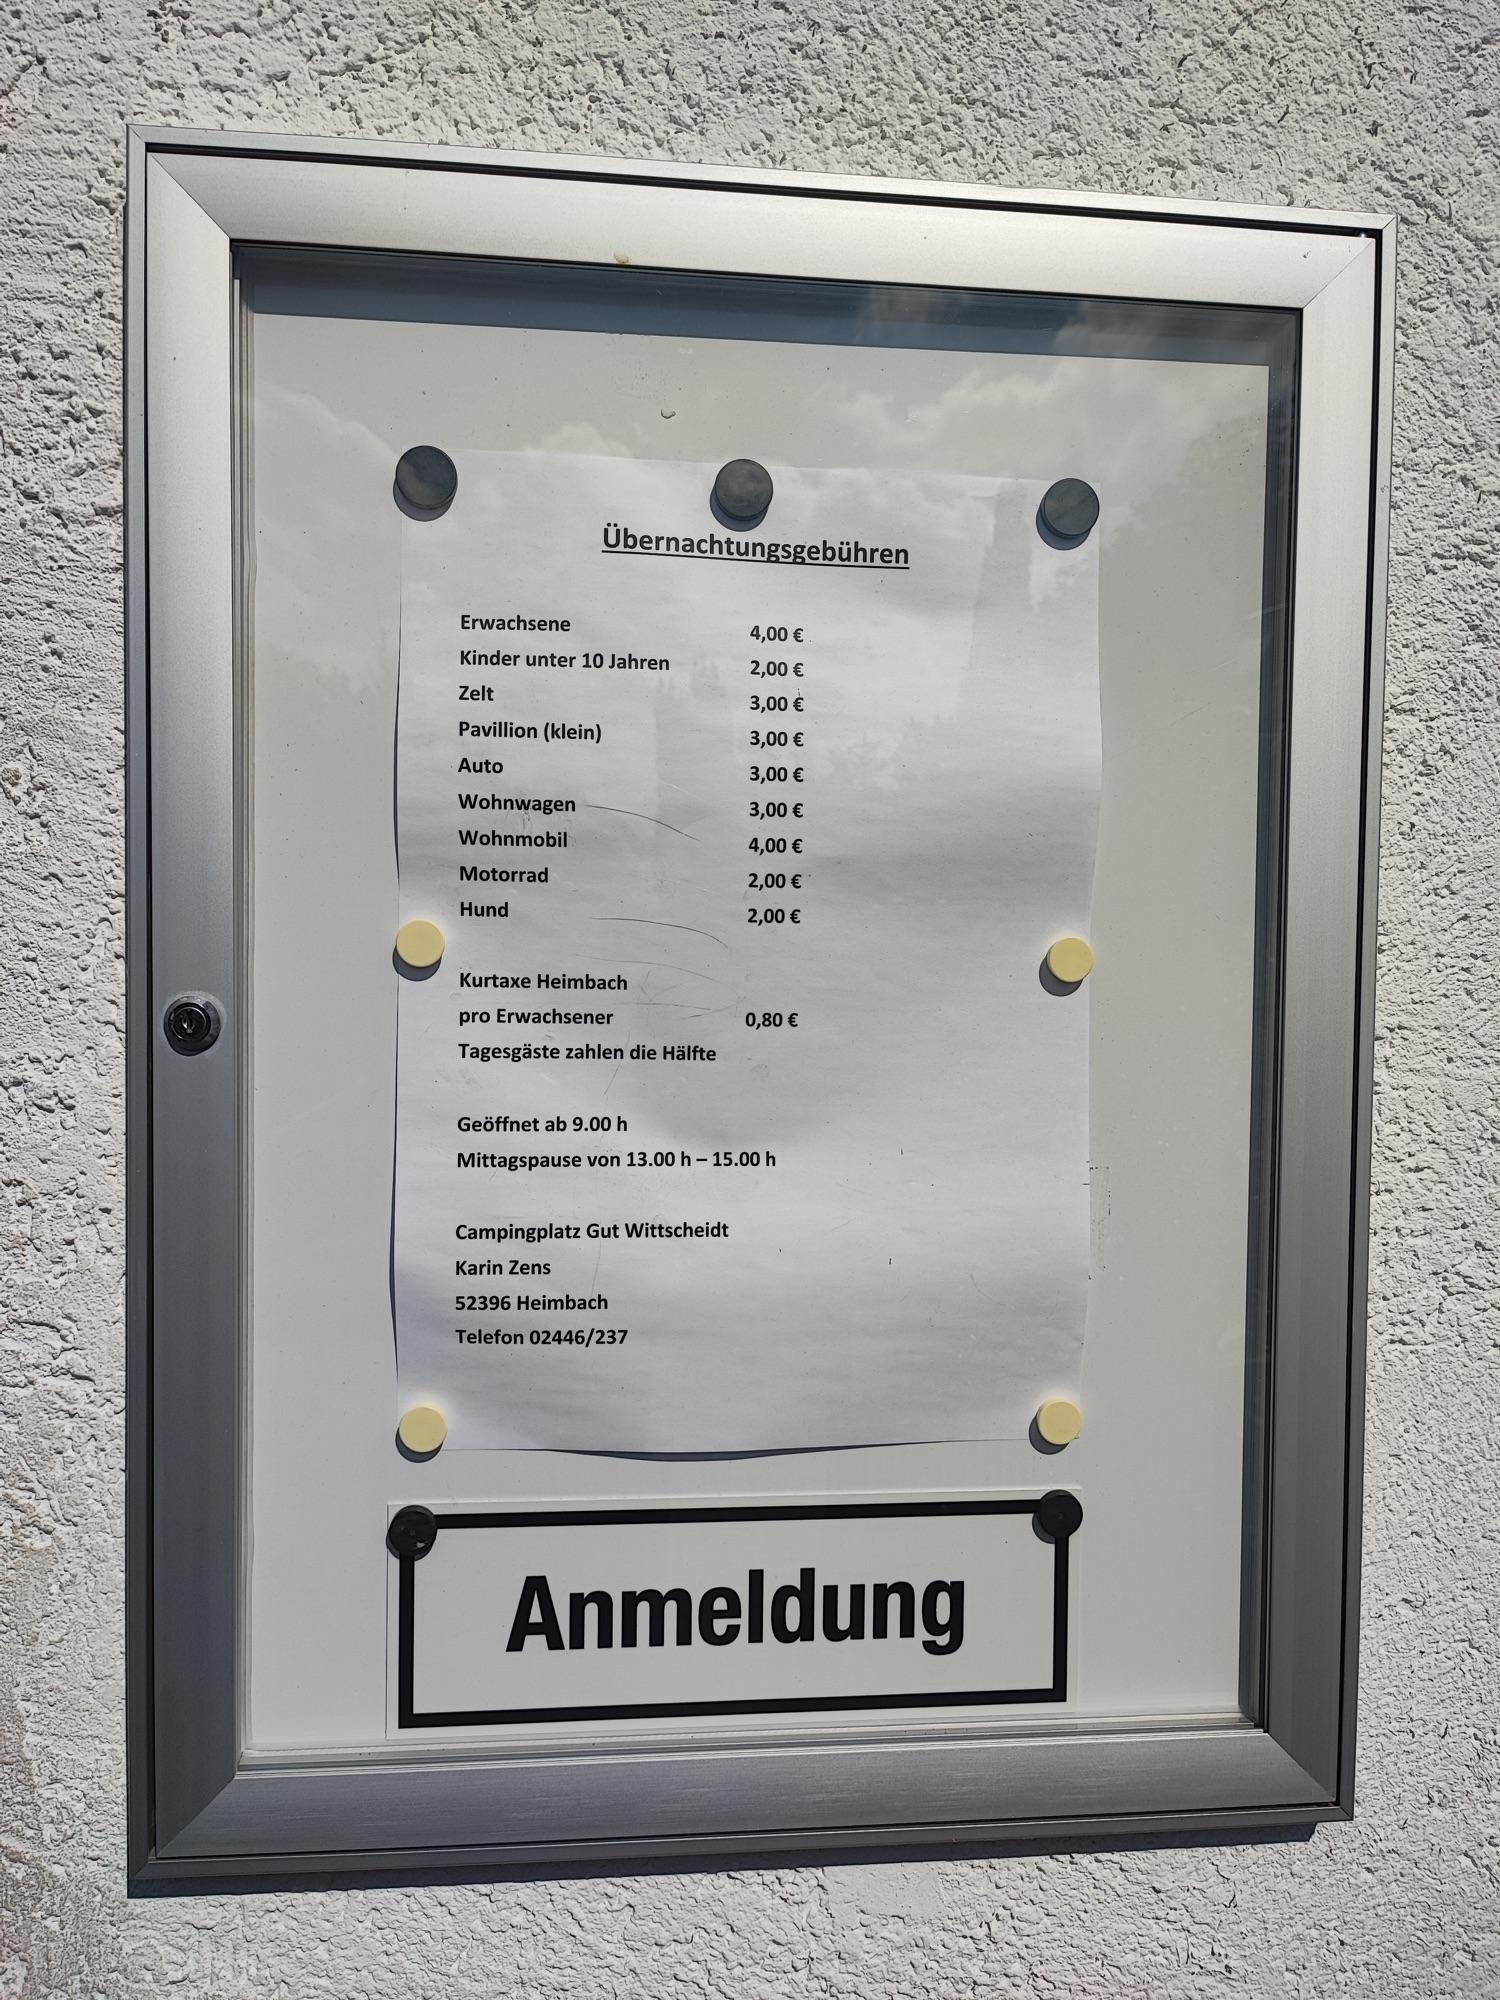 Übernachtungsgebühren
Erwachsene 4,00 €
Kinder unter 10 Jahren 2,00 €
Zelt 3,00 €
Pavillion (klein) 3,00 €
Auto 3,00 €
Wohnwagen 3,00 €
Wohnmobil 4,00 €
Motorrad 2,00 €
Hund 2,00 €
Kurtaxe Heimbach
pro Erwachsener 0,80 €
Tagesgäste zahlen die Hälfte
Geöffnet ab 9.00 h
Mittagspause von 13.00 h – 15.00 h
Campingplatz Gut Wittscheidt
Karin Zens
52396 Heimbach
Telefon 02446/237
Anmeldung